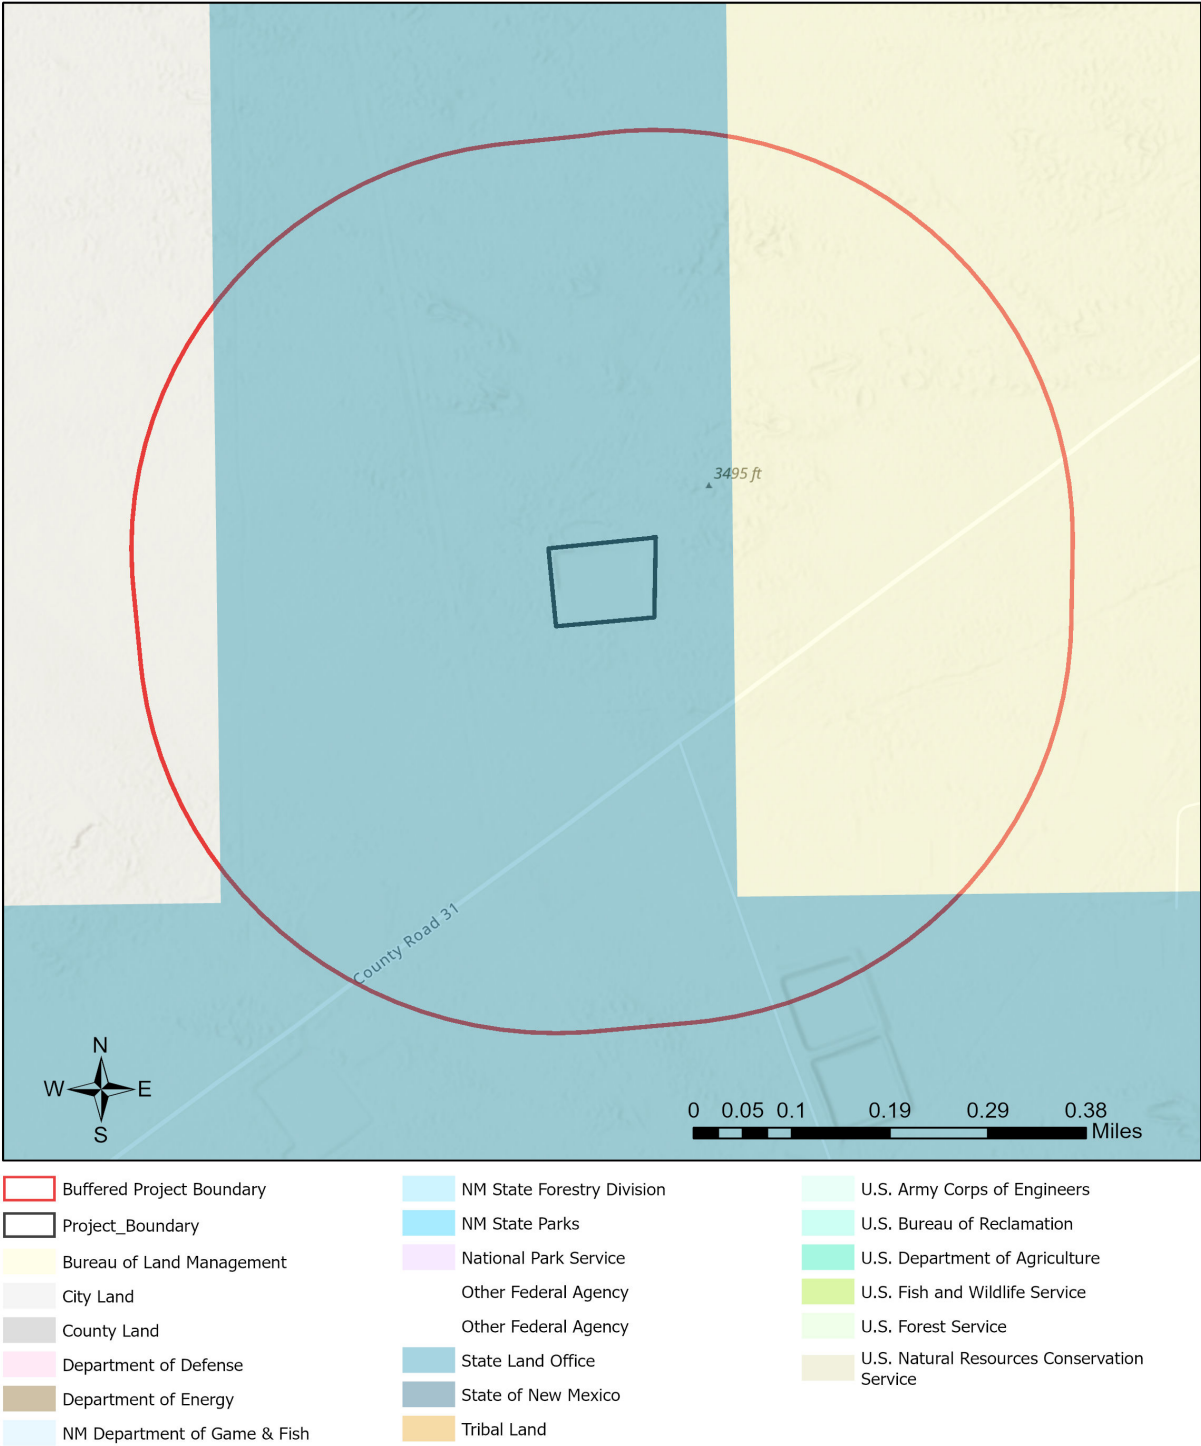 3495 ft
County Road 31
N
W E
S
0 0.05 0.1 0.19 0.29 0.38
Miles
Buffered Project Boundary
Project_Boundary
Bureau of Land Management
City Land
County Land
Department of Defense
Department of Energy
NM Department of Game & Fish
NM State Forestry Division
NM State Parks
National Park Service
Other Federal Agency
Other Federal Agency
State Land Office
State of New Mexico
Tribal Land
U.S. Army Corps of Engineers
U.S. Bureau of Reclamation
U.S. Department of Agriculture
U.S. Fish and Wildlife Service
U.S. Forest Service
U.S. Natural Resources Conservation
Service